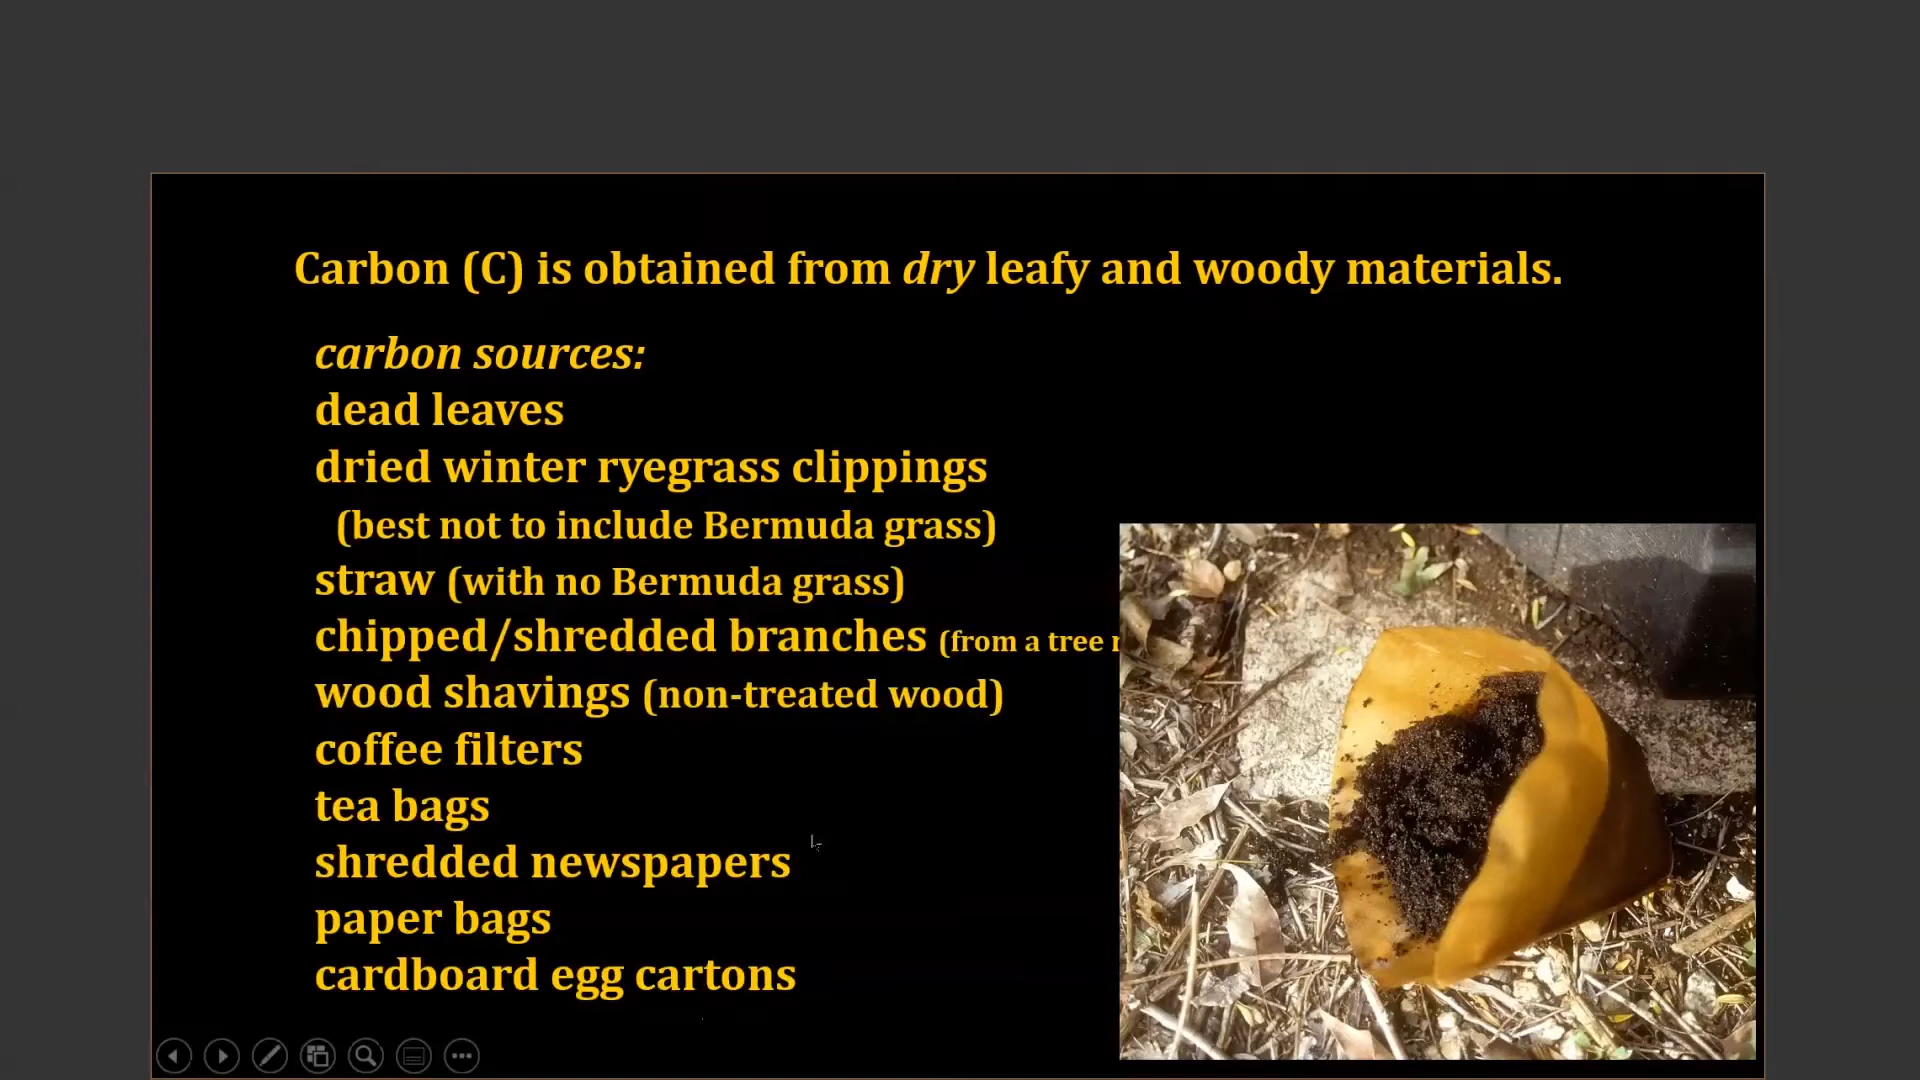 Carbon (C) is obtained from dry leafy and woody materials.
carbon sources:
dead leaves
dried winter ryegrass clippings
(best not to include Bermuda grass)
straw (with no Bermuda grass)
chipped/shredded branches (from a tree
wood shavings (non-treated wood)
coffee filters
tea bags
shredded newspapers
paper bags
cardboard egg cartons